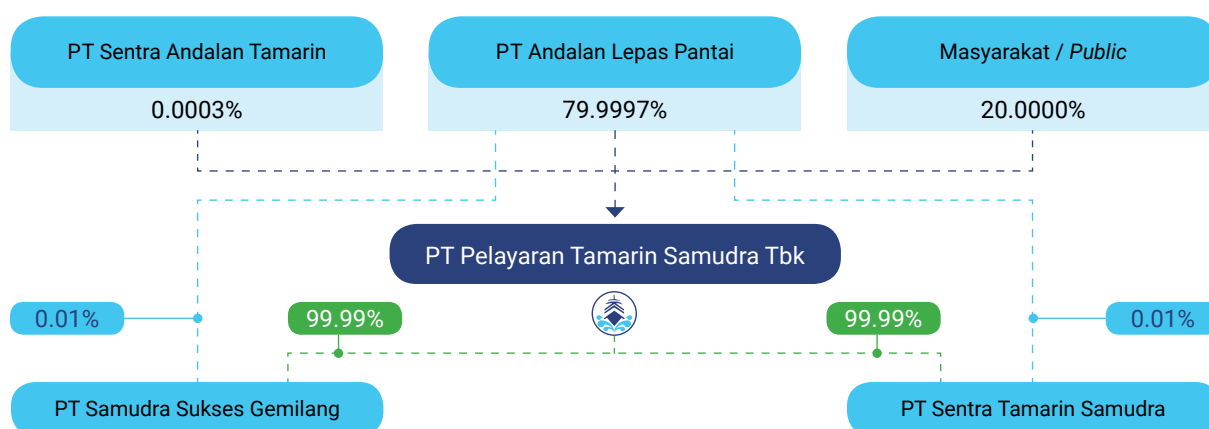 PT Sentra Andalan Tamarin
0.0003%
PT Andalan Lepas Pantai
79.9997%
Masyarakat / Public
20.0000%
PT Pelayaran Tamarin Samudra Tbk
0.01%
99.99%
99.99%
0.01%
PT Samudra Sukses Gemilang
PT Sentra Tamarin Samudra